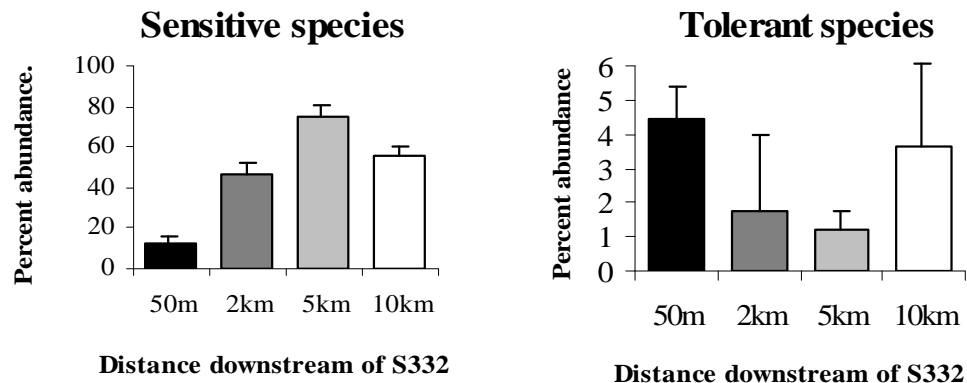 Sensitive species
Percent abundance.
100
80
60
40
20
0
50m 2km 5km 10km
Distance downstream of S332
Tolerant species
Percent abundance
6
5
4
3
2
1
0
50m 2km 5km 10km
Distance downstream of S332